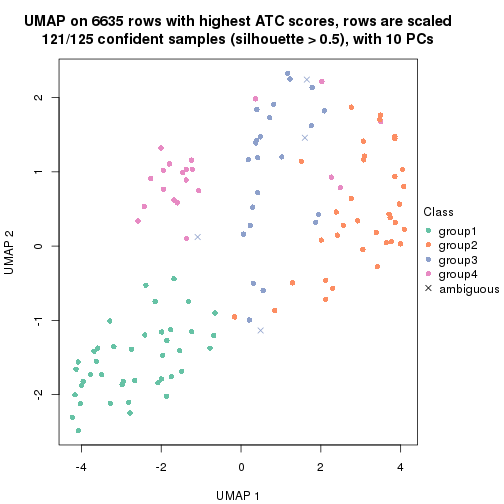 UMAP on 6635 rows with highest ATC scores, rows are scaled
121/125 confident samples (silhouette > 0.5), with 10 PCs
2
1
0
-1
-2
UMAP 2
-4
-2
0
2
4
UMAP 1
Class
group1
group2
group3
group4
ambiguous